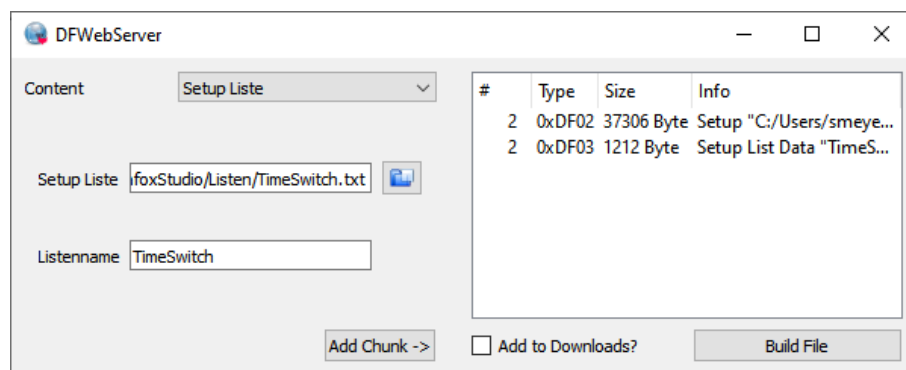 DFWebServer
Content
Setup Liste
Setup Liste
ıfoxStudio/Listen/TimeSwitch.txt
Listenname
TimeSwitch
Add Chunk ->
# Type Size Info
2 0xDF02 37306 Byte Setup "C:/Users/smeye...
2 0xDF03 1212 Byte Setup List Data "TimeS...
Add to Downloads?
Build File